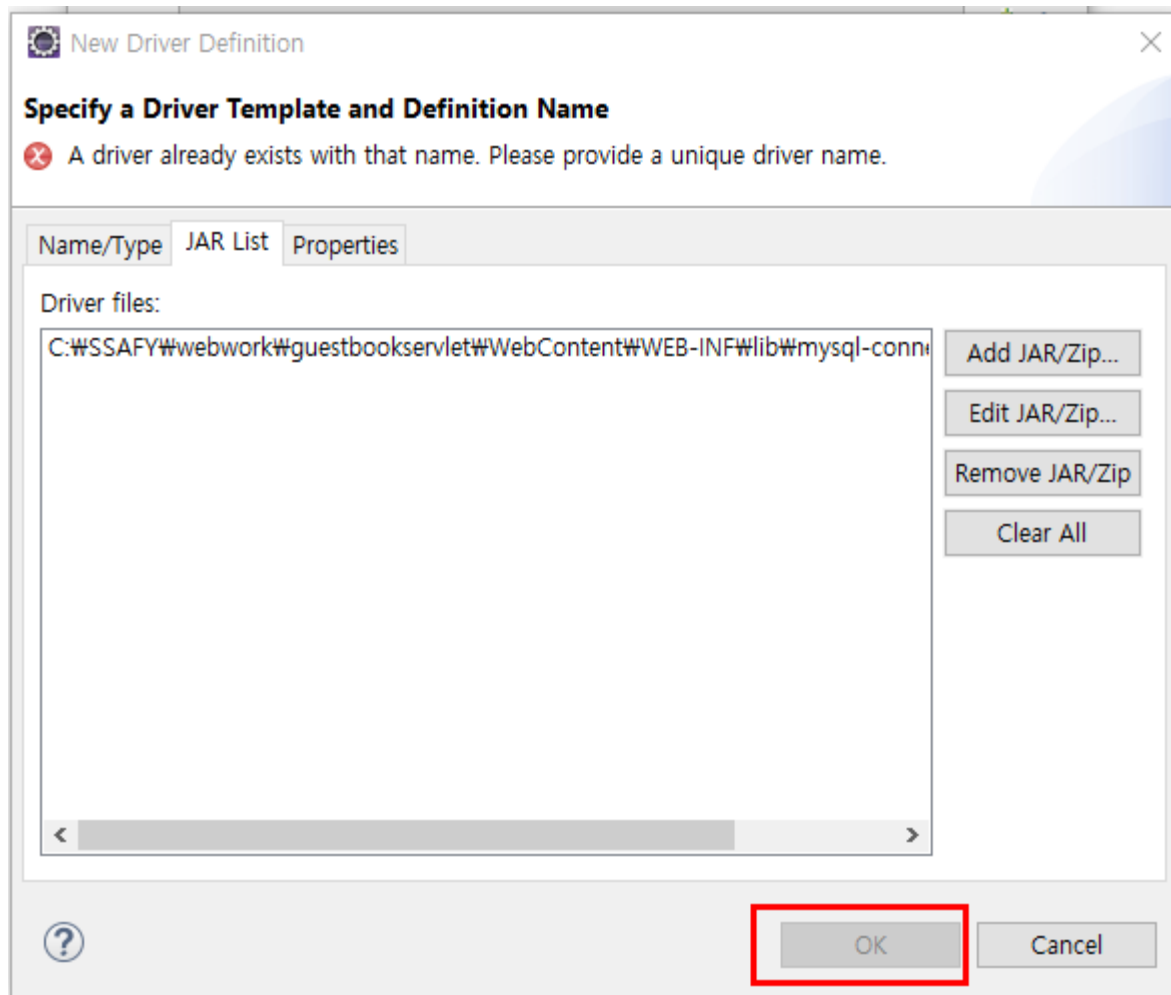 New Driver Definition
Specify a Driver Template and Definition Name
A driver already exists with that name. Please provide a unique driver name.
Name/Type JAR List Properties
Driver files:
C:₩SSAFY₩webwork₩guestbookservlet₩WebContent₩WEB-INF₩lib₩mysql-conne
Add JAR/Zip...
Edit JAR/Zip...
Remove JAR/Zip
Clear All
OK Cancel